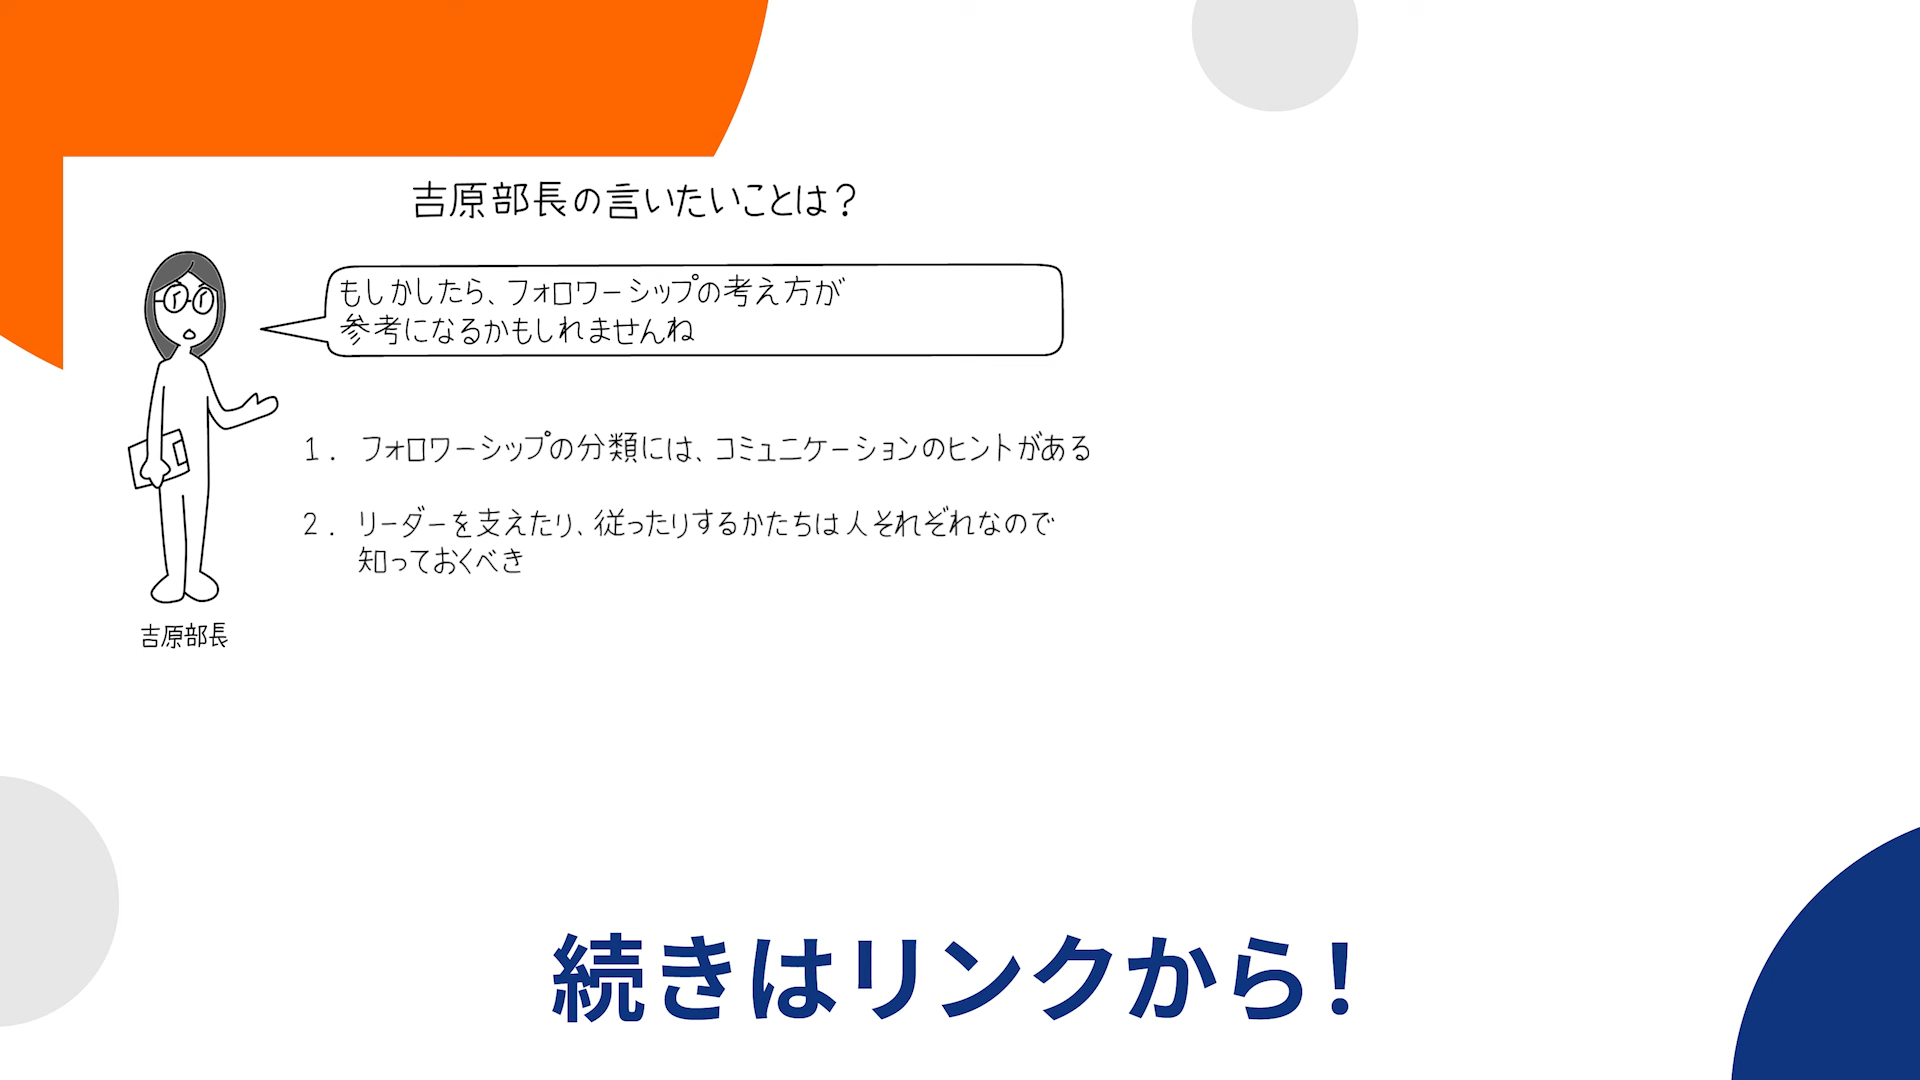 吉原部長の言いたいことは？
もしかしたら、フォロワーシップの考え方が
参考になるかもしれませんね
1. フォロワーシップの分類には、コミュニケーションのヒントがある
2. リーダーを支えたり、従ったりするかたちは人それぞれなので
知っておくべき
吉原部長
続きはリンクから！